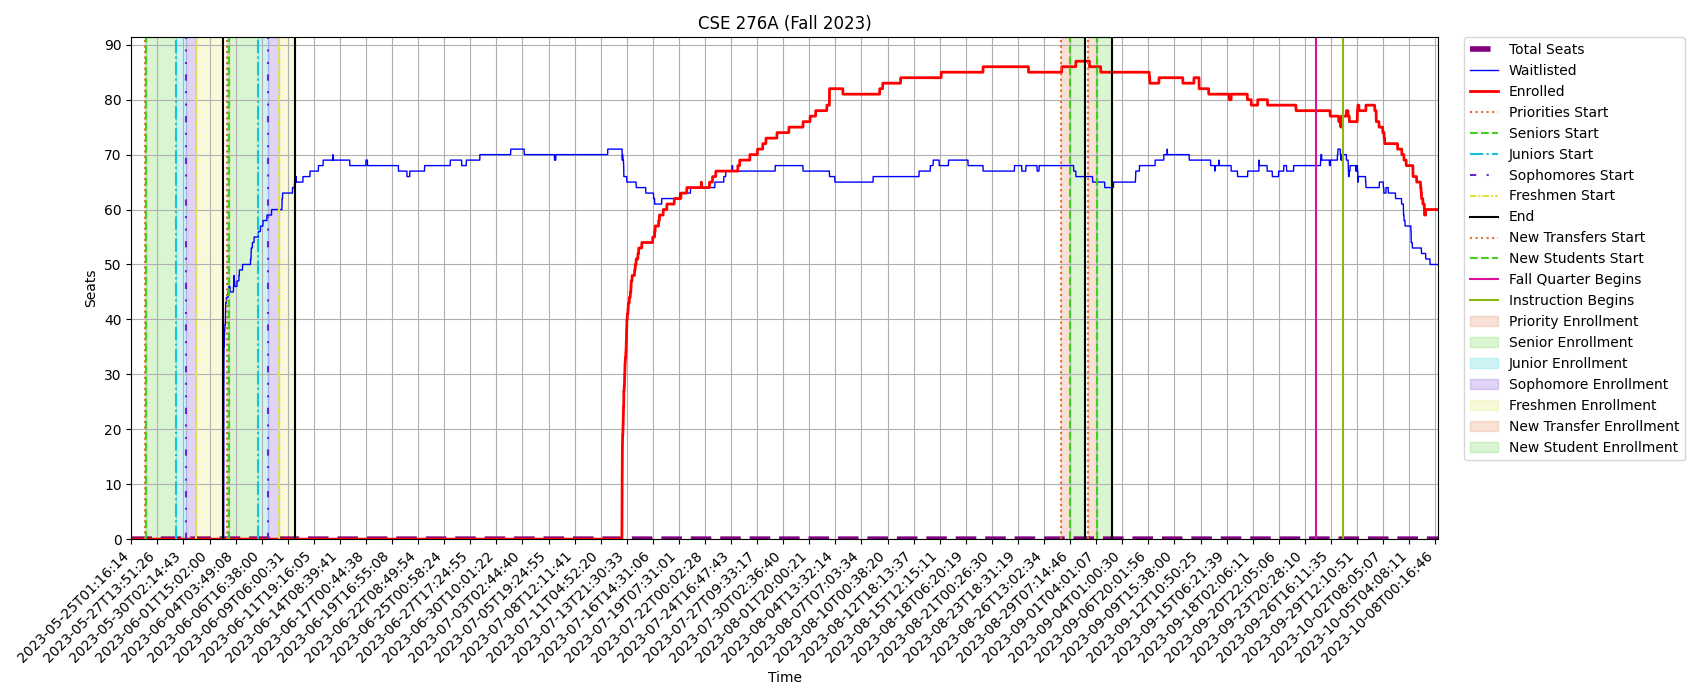 CSE 276A (Fall 2023)
Seats
90
80
70
60
50
40
30
20
10
0
2023-05-25T01:16:14
2023-05-27T13:51:26
2023-05-30T02:14:43
2023-06-01T15:02:00
2023-06-04T03:49:08
2023-06-06T16:38:00
2023-06-09T06:00:31
2023-06-11T19:16:05
2023-06-14T08:39:41
2023-06-17T00:44:38
2023-06-19T16:55:08
2023-06-22T08:49:54
2023-06-25T00:58:24
2023-06-27T17:24:55
2023-06-30T10:01:22
2023-07-03T02:44:40
2023-07-05T19:24:55
2023-07-08T12:11:41
2023-07-11T04:52:20
2023-07-13T21:30:33
2023-07-16T14:31:06
2023-07-19T07:31:01
2023-07-22T00:02:28
2023-07-24T16:47:43
2023-07-27T09:33:17
2023-07-30T02:36:40
2023-08-01T20:00:21
2023-08-04T13:32:14
2023-08-07T07:03:34
2023-08-10T00:38:20
2023-08-12T18:13:37
2023-08-15T12:15:11
2023-08-18T06:20:19
2023-08-21T00:26:30
2023-08-23T18:31:19
2023-08-26T13:02:34
2023-08-29T07:14:46
2023-09-01T04:01:07
2023-09-04T01:00:30
2023-09-06T20:01:56
2023-09-09T15:38:00
2023-09-12T10:50:25
2023-09-15T06:21:39
2023-09-18T02:06:11
2023-09-20T22:05:06
2023-09-23T20:28:10
2023-09-26T16:11:35
2023-09-29T12:10:51
2023-10-02T08:05:07
2023-10-05T04:08:11
2023-10-08T00:16:46
Time
Total Seats
Waitlisted
Enrolled
Priorities Start
Seniors Start
Juniors Start
Sophomores Start
Freshmen Start
End
New Transfers Start
New Students Start
Fall Quarter Begins
Instruction Begins
Priority Enrollment
Senior Enrollment
Junior Enrollment
Sophomore Enrollment
Freshmen Enrollment
New Transfer Enrollment
New Student Enrollment